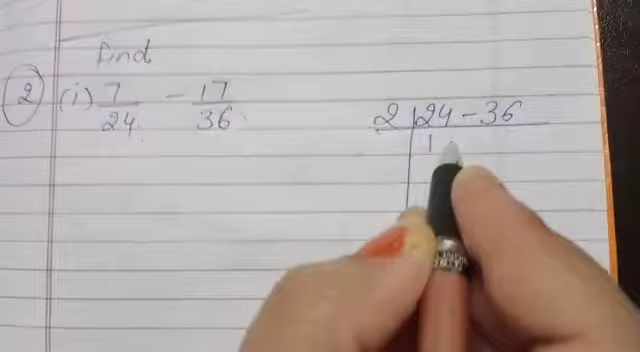 find
2 (i) 7/24 - 17/36
2 | 24 - 36
1